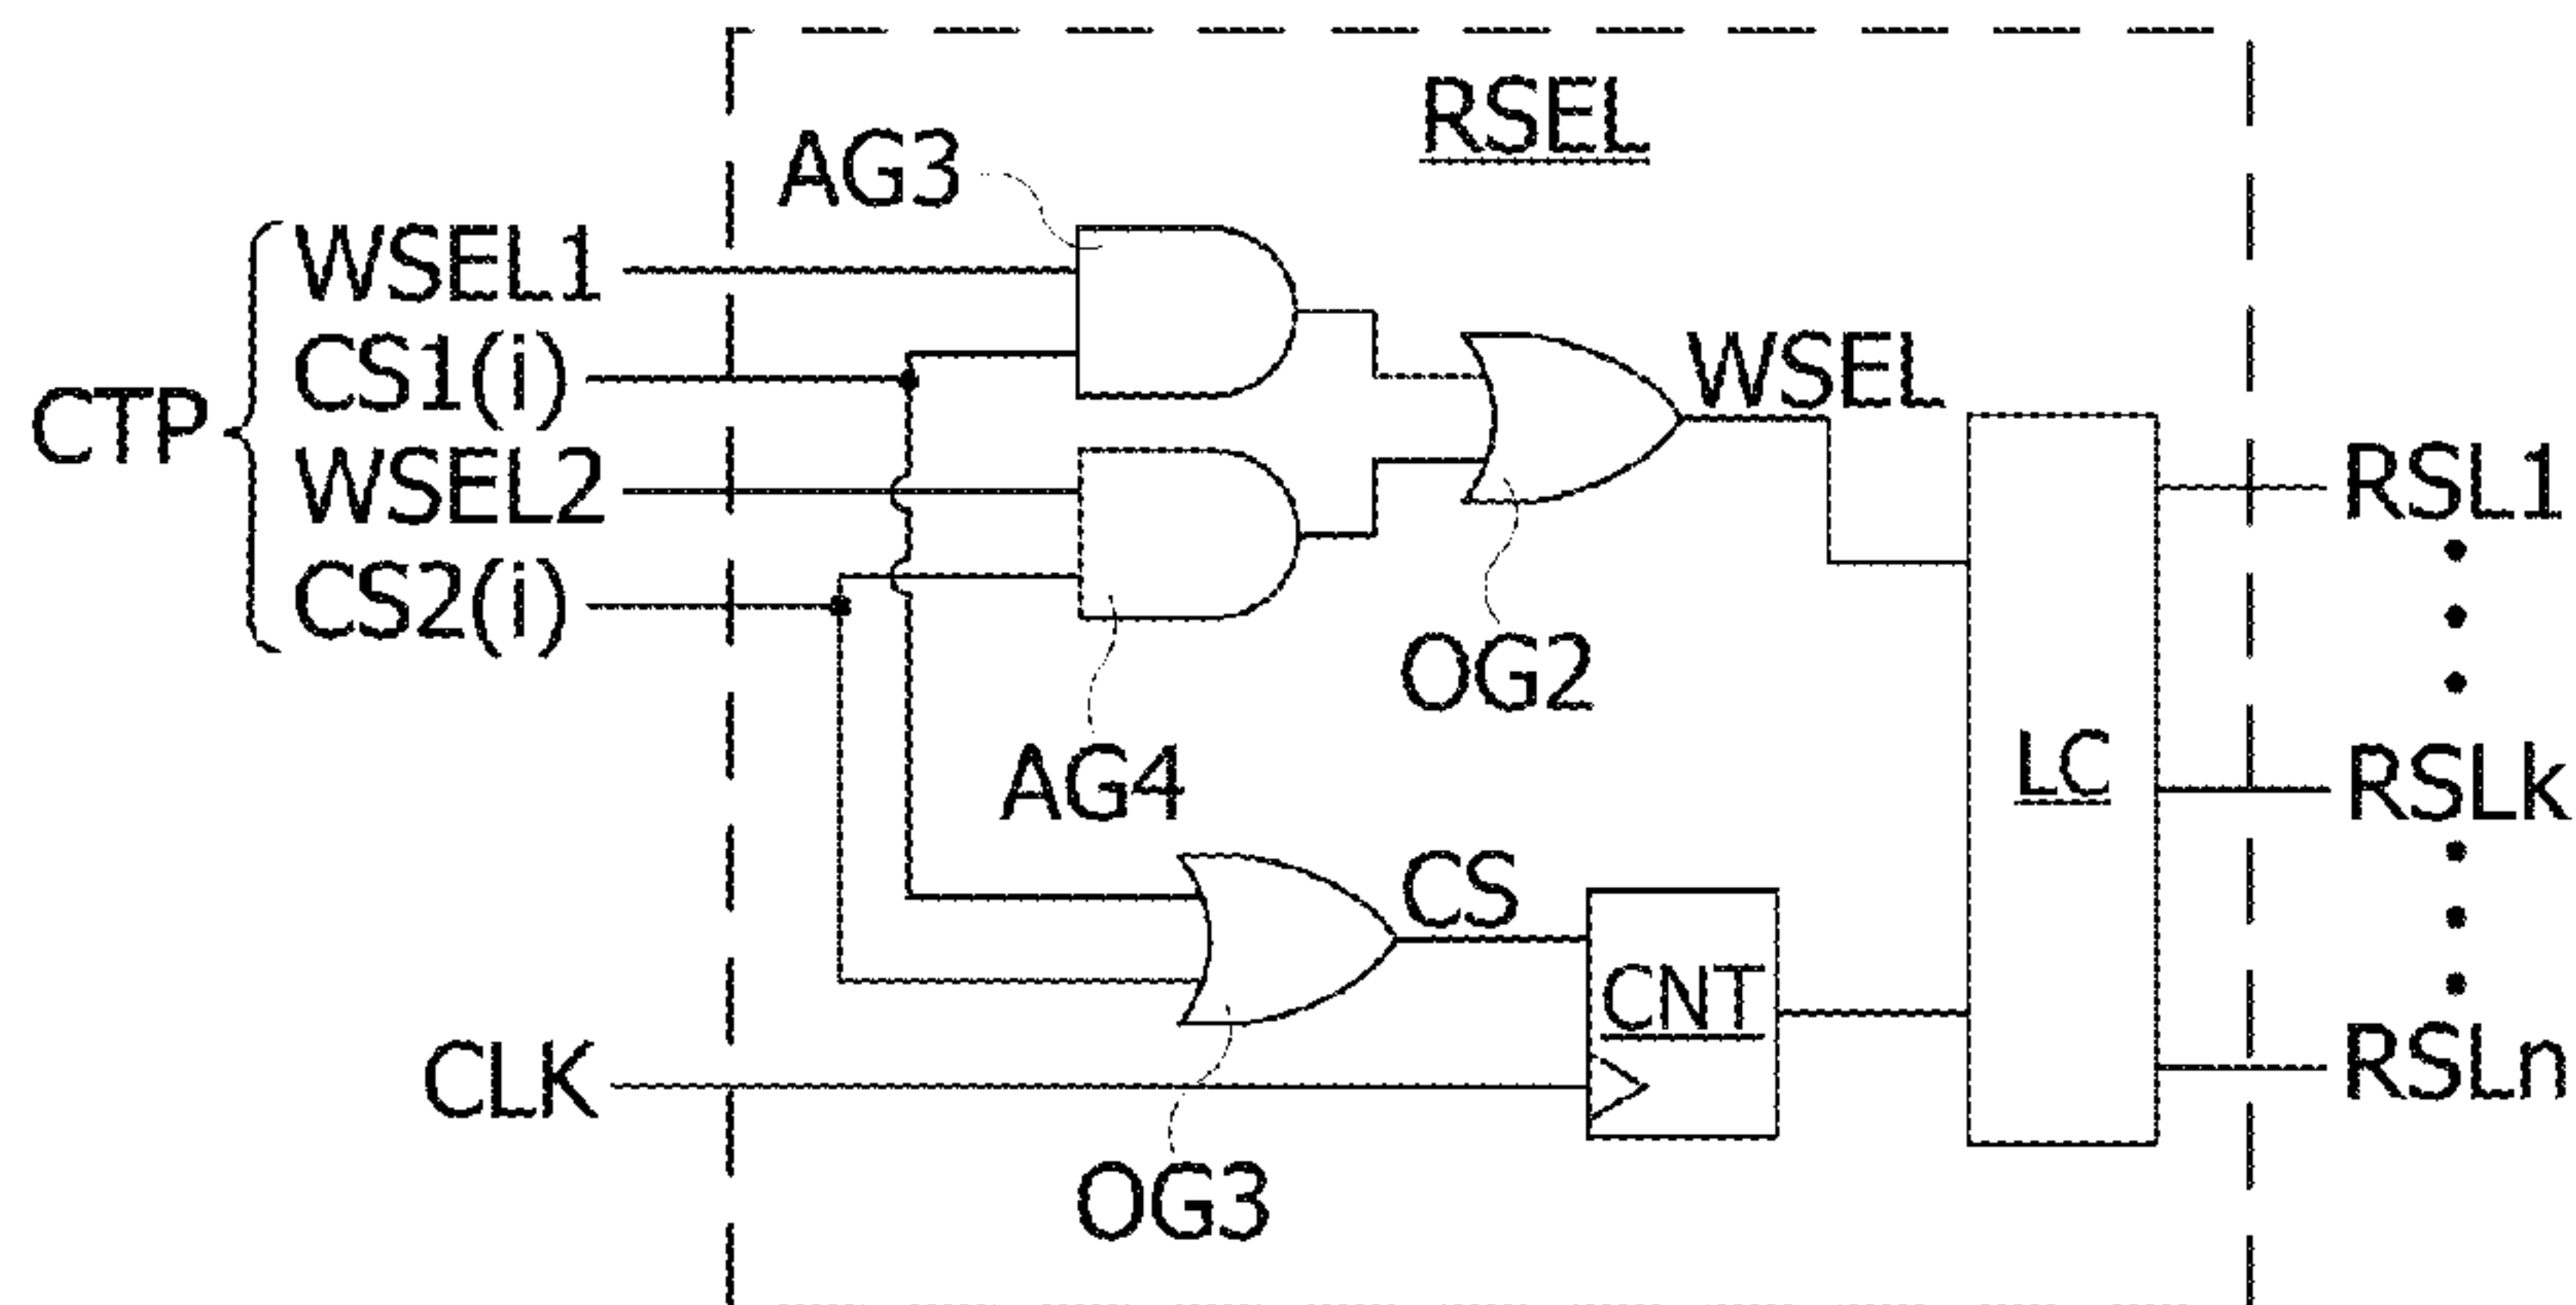 RSEL
AG3
WSEL1
CS1(i)
WSEL
CTP
WSEL2
RSL1
CS2(i)
OG2
AG4
LC
RSLk
CS
CNT
CLK
RSLn
OG3